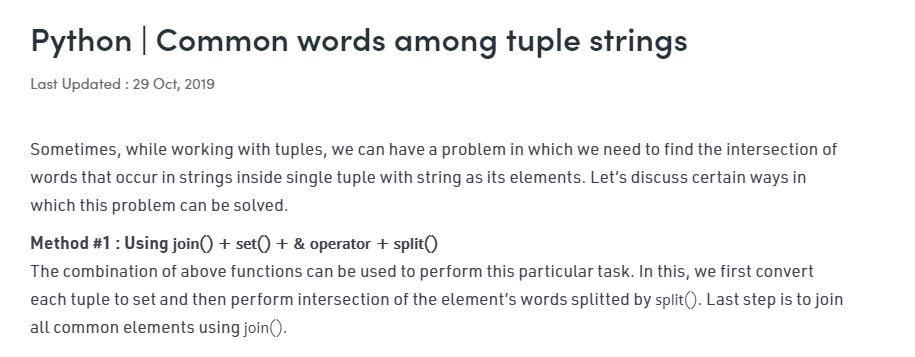 Python | Common words among tuple strings
Last Updated : 29 Oct, 2019
Sometimes, while working with tuples, we can have a problem in which we need to find the intersection of
words that occur in strings inside single tuple with string as its elements. Let’s discuss certain ways in
which this problem can be solved.
Method #1 : Using join() + set() + & operator + split()
The combination of above functions can be used to perform this particular task. In this, we first convert
each tuple to set and then perform intersection of the element’s words splitted by split(). Last step is to join
all common elements using join().